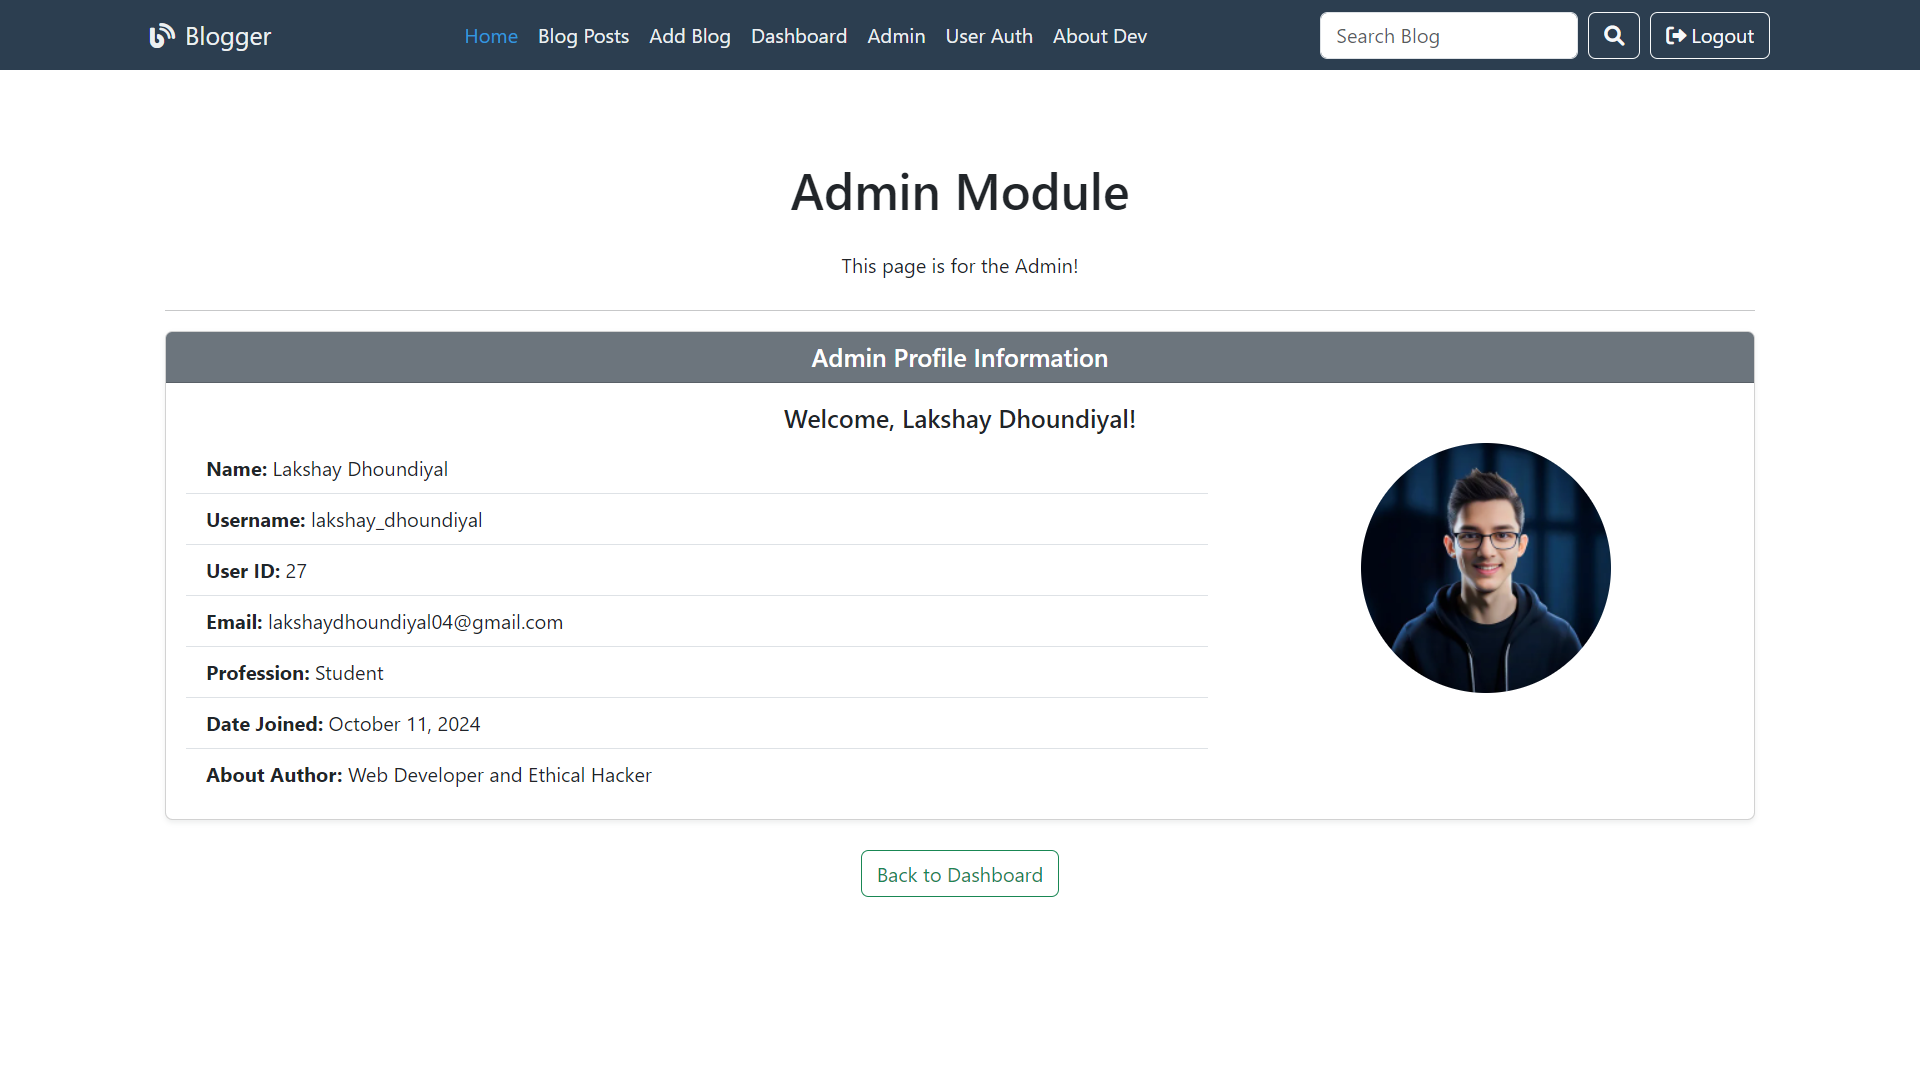 Blogger
Home Blog Posts Add Blog Dashboard Admin User Auth About Dev
Search Blog
Logout
Admin Module
This page is for the Admin!
Admin Profile Information
Welcome, Lakshay Dhoundiyal!
Name: Lakshay Dhoundiyal
Username: lakshay_dhoundiyal
User ID: 27
Email: lakshaydhoundiyal04@gmail.com
Profession: Student
Date Joined: October 11, 2024
About Author: Web Developer and Ethical Hacker
Back to Dashboard